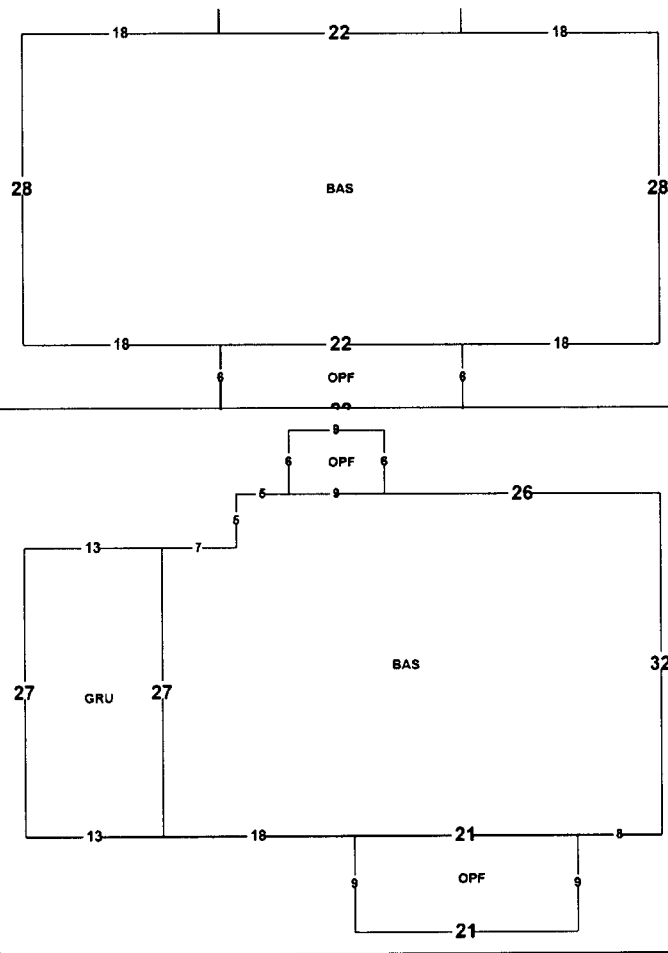 18 22 18
28 BAS 28
18 22 18
6 OPF 6
9
6 OPF 6
5 9 26
5
13 7
BAS 32
27 GRU 27
13 18 21 8
9 OPF 9
21